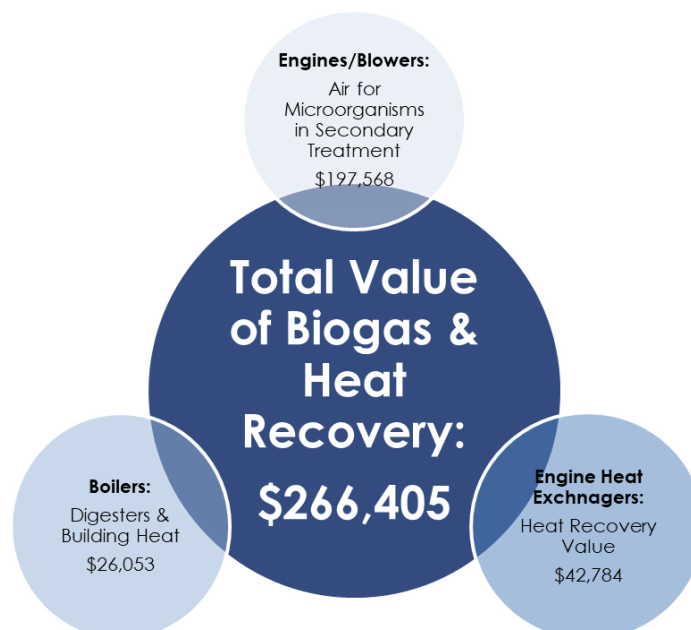 Engines/Blowers:
Air for
Microorganisms
in Secondary
Treatment
$197,568
Total Value
of Biogas &
Heat
Recovery:
$266,405
Boilers:
Digesters &
Building Heat
$26,053
Engine Heat
Exchnagers:
Heat Recovery
Value
$42,784